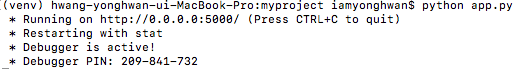 (venv) hwang-yonghwan-ui-MacBook-Pro:myproject iamyonghwan$ python app.py
 * Running on http://0.0.0.0:5000/ (Press CTRL+C to quit)
 * Restarting with stat
 * Debugger is active!
_* Debugger PIN: 209-841-732